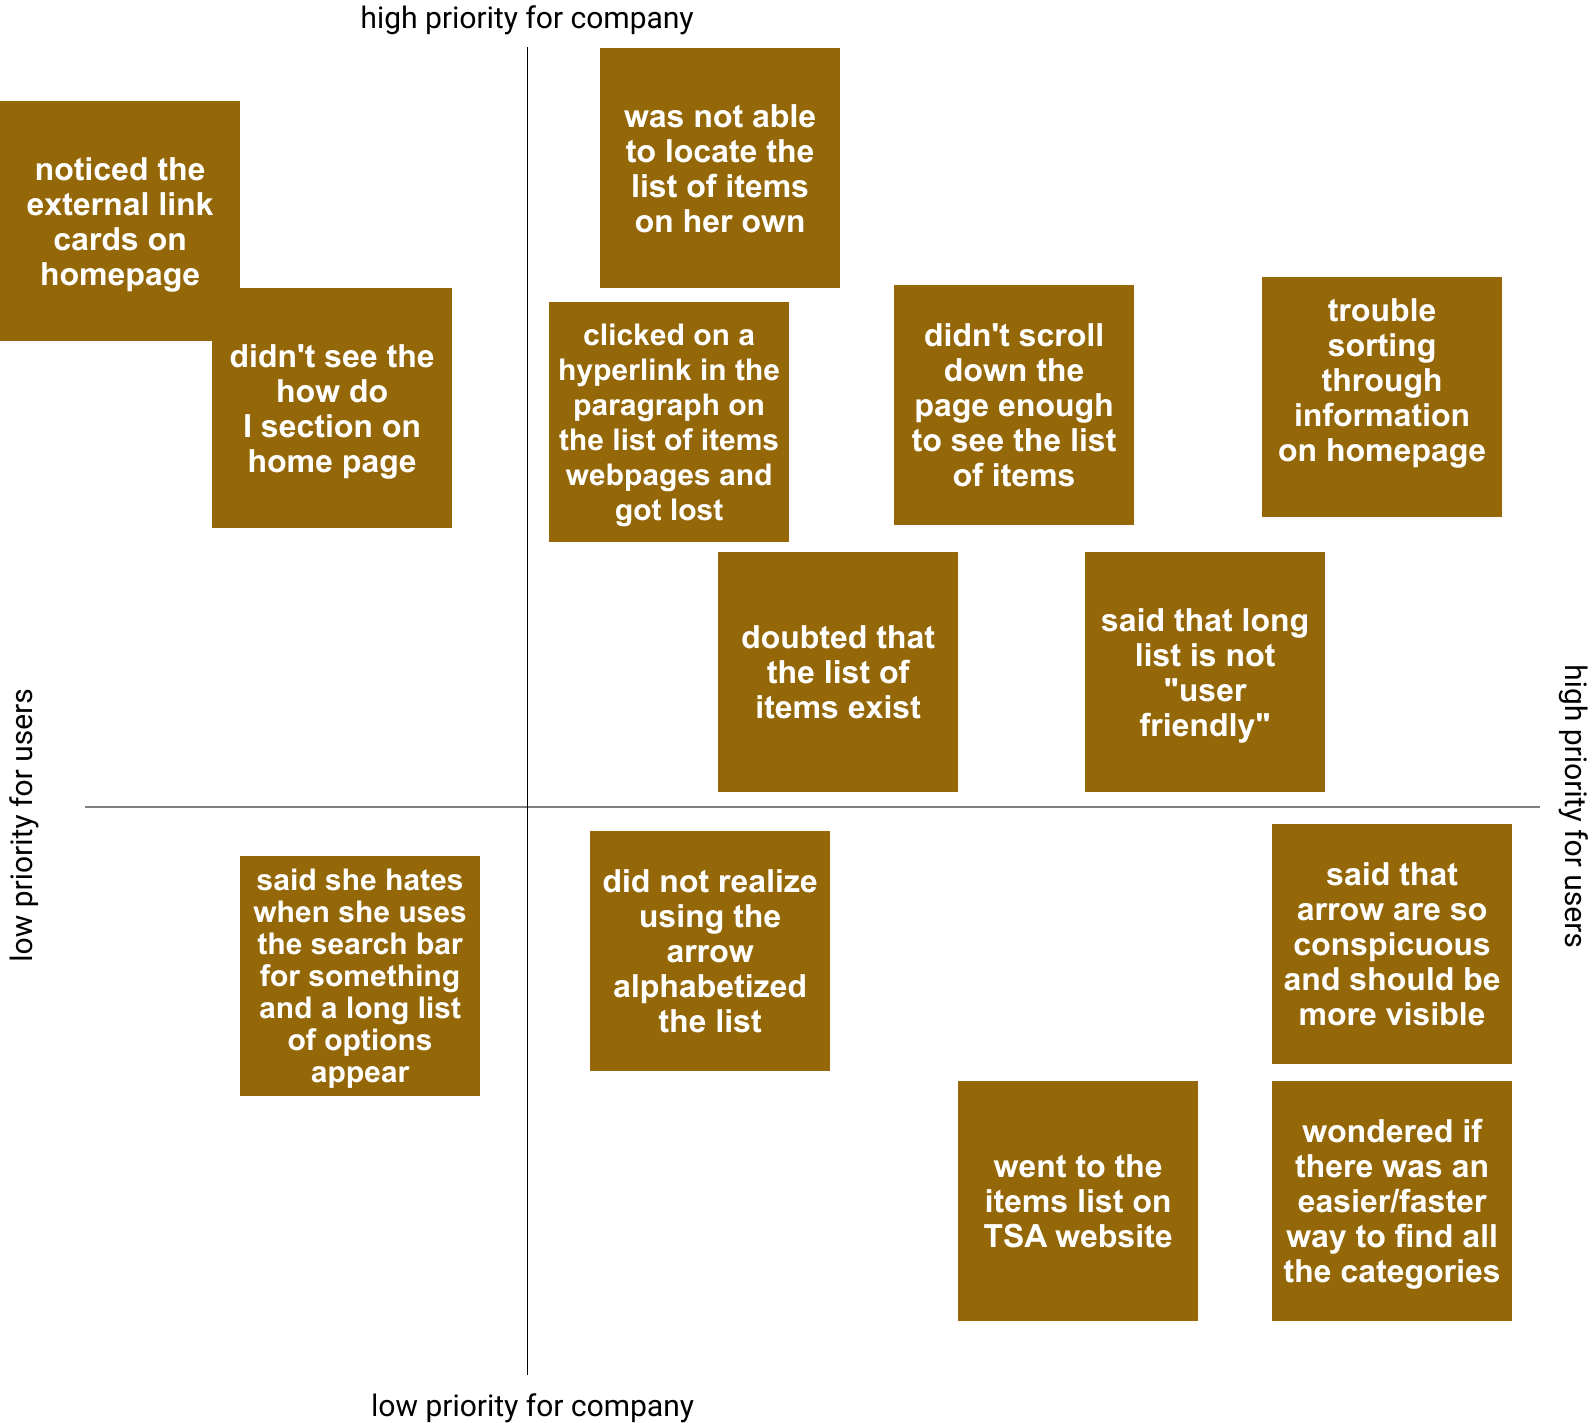 high priority for company
was not able
to locate the
list of items
on her own
noticed the
external link
cards on
homepage
didn't see the
how do
I section on
home page
clicked on a
hyperlink in the
paragraph on
the list of items
webpages and
got lost
didn't scroll
down the
page enough
to see the list
of items
trouble
sorting
through
information
on homepage
doubted that
the list of
items exist
said that long
list is not
"user
friendly"
low priority for users
high priority for users
said she hates
when she uses
the search bar
for something
and a long list
of options
appear
did not realize
using the
arrow
alphabetized
the list
said that
arrow are so
conspicuous
and should be
more visible
went to the
items list on
TSA website
wondered if
there was an
easier/faster
way to find all
the categories
low priority for company